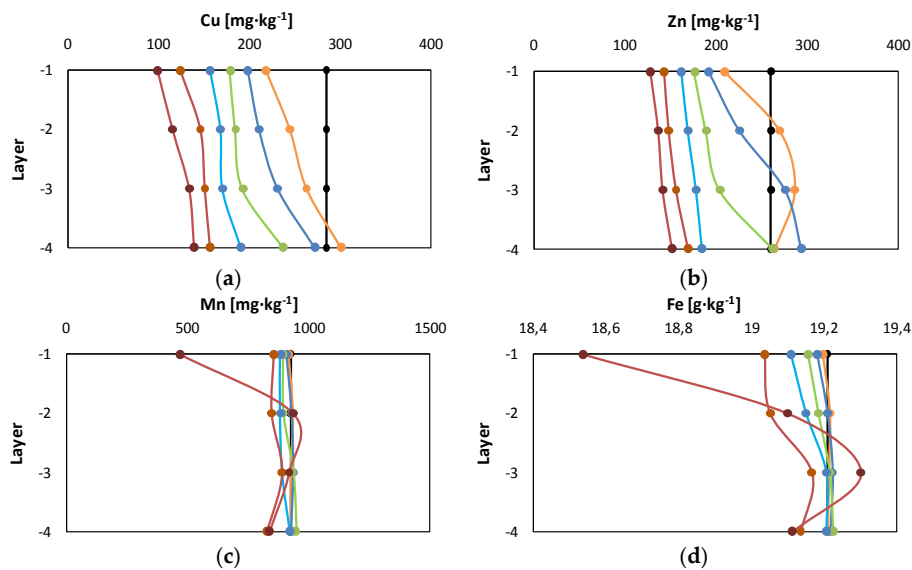 Cu [mg·kg⁻¹]
0 100 200 300 400
Layer
-1
-2
-3
-4
(a)
Zn [mg·kg⁻¹]
0 100 200 300 400
Layer
-1
-2
-3
-4
(b)
Mn [mg·kg⁻¹]
0 500 1000 1500
Layer
-1
-2
-3
-4
(c)
Fe [g·kg⁻¹]
18,4 18,6 18,8 19 19,2 19,4
Layer
-1
-2
-3
-4
(d)